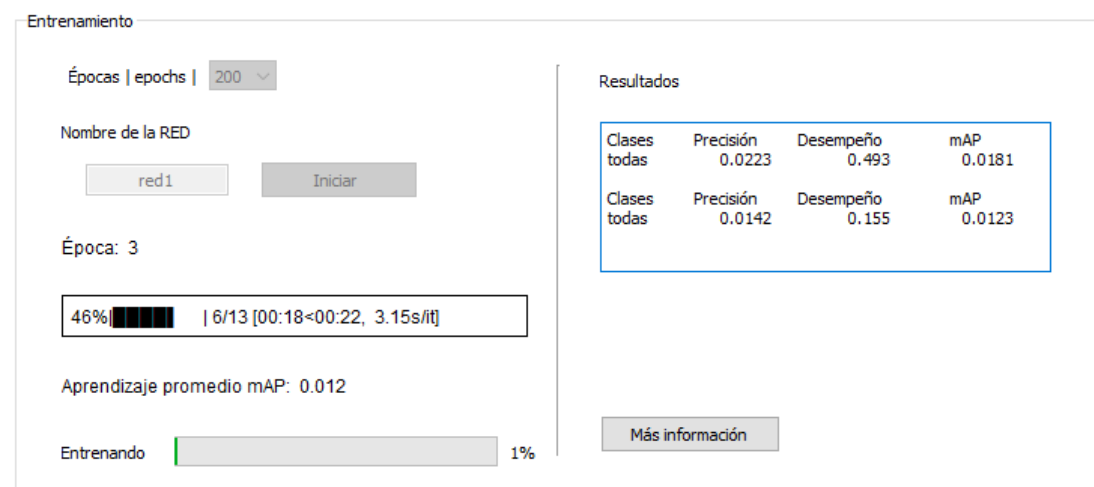 Entrenamiento
Épocas | epochs | 200
Nombre de la RED
red1 Iniciar
Época: 3
46%| | 6/13 [00:18<00:22, 3.15s/it]
Aprendizaje promedio mAP: 0.012
Entrenando 1%
Resultados
Clases Precisión Desempeño mAP
todas 0.0223 0.493 0.0181
Clases Precisión Desempeño mAP
todas 0.0142 0.155 0.0123
Más información